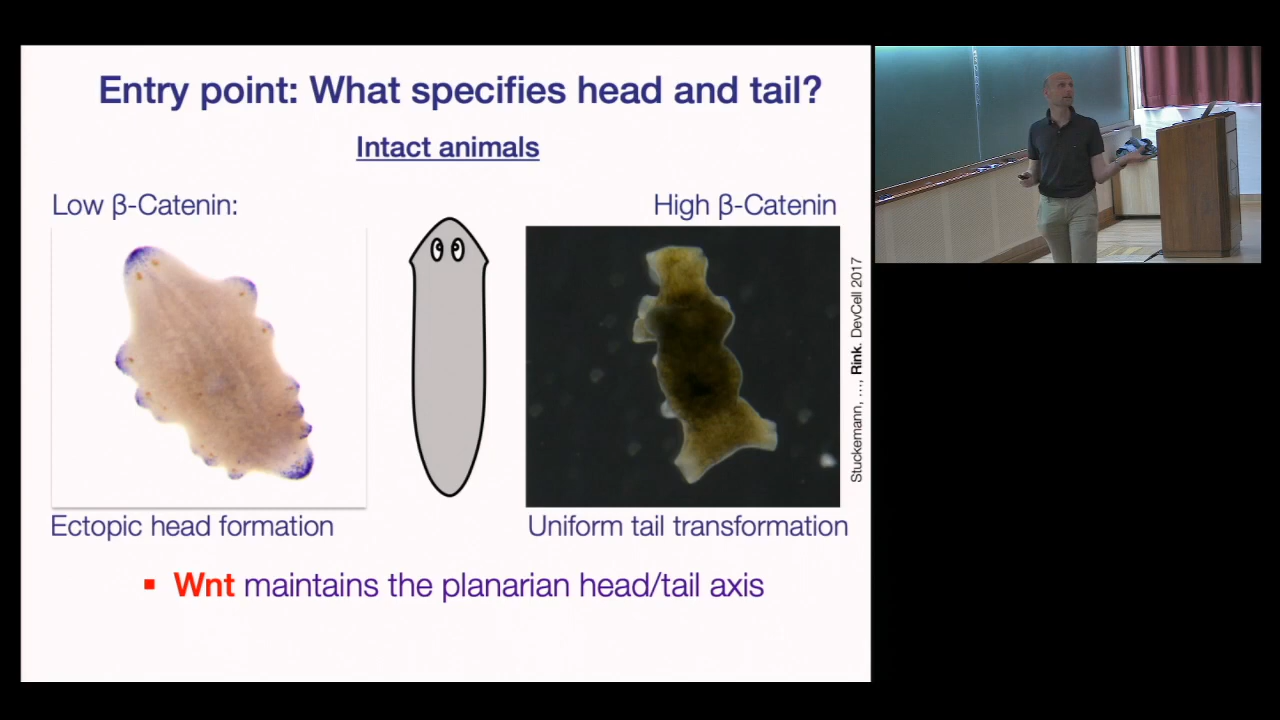 Entry point: What specifies head and tail?
Intact animals
Low β-Catenin:
High β-Catenin
Stuckemann, ..., Rink. DevCell 2017
Ectopic head formation
Uniform tail transformation
▪ Wnt maintains the planarian head/tail axis